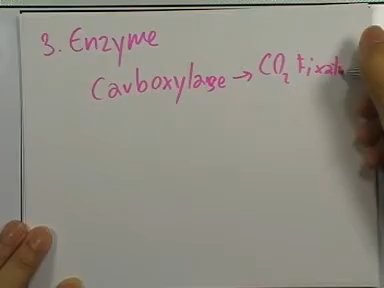 3. Enzyme
Carboxylase → CO₂